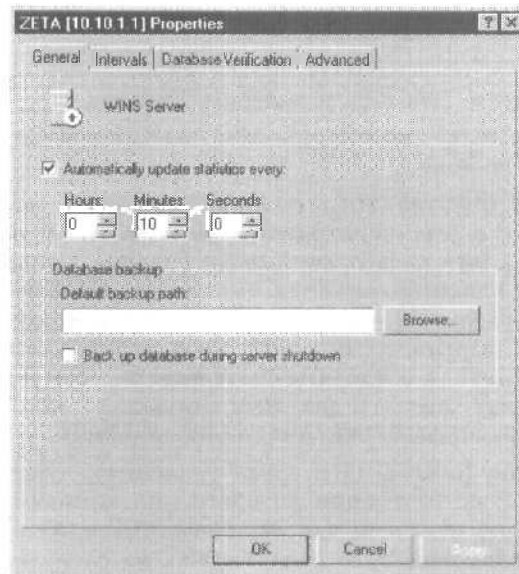 ZETA [10.10.1.1] Properties
General Intervals Database Verification Advanced
WINS Server
Automatically update statistics every:
Hours: Minutes: Seconds
0 10 0
Database backup
Default backup path:
Browse...
Back up database during server shutdown
OK Cancel Apply